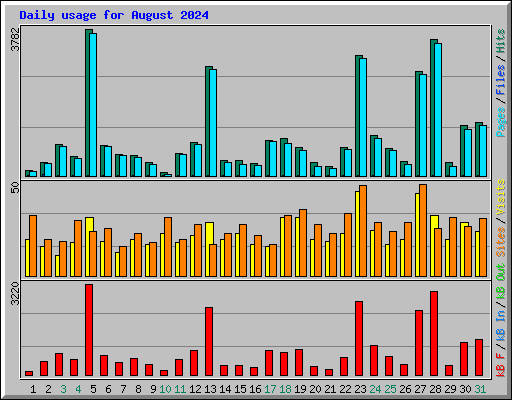 Daily usage for August 2024
3782
Pages / Files / Hits
50
Sites / Visits
3220
kB F / kB In / kB Out
1 2 3 4 5 6 7 8 9 10 11 12 13 14 15 16 17 18 19 20 21 22 23 24 25 26 27 28 29 30 31